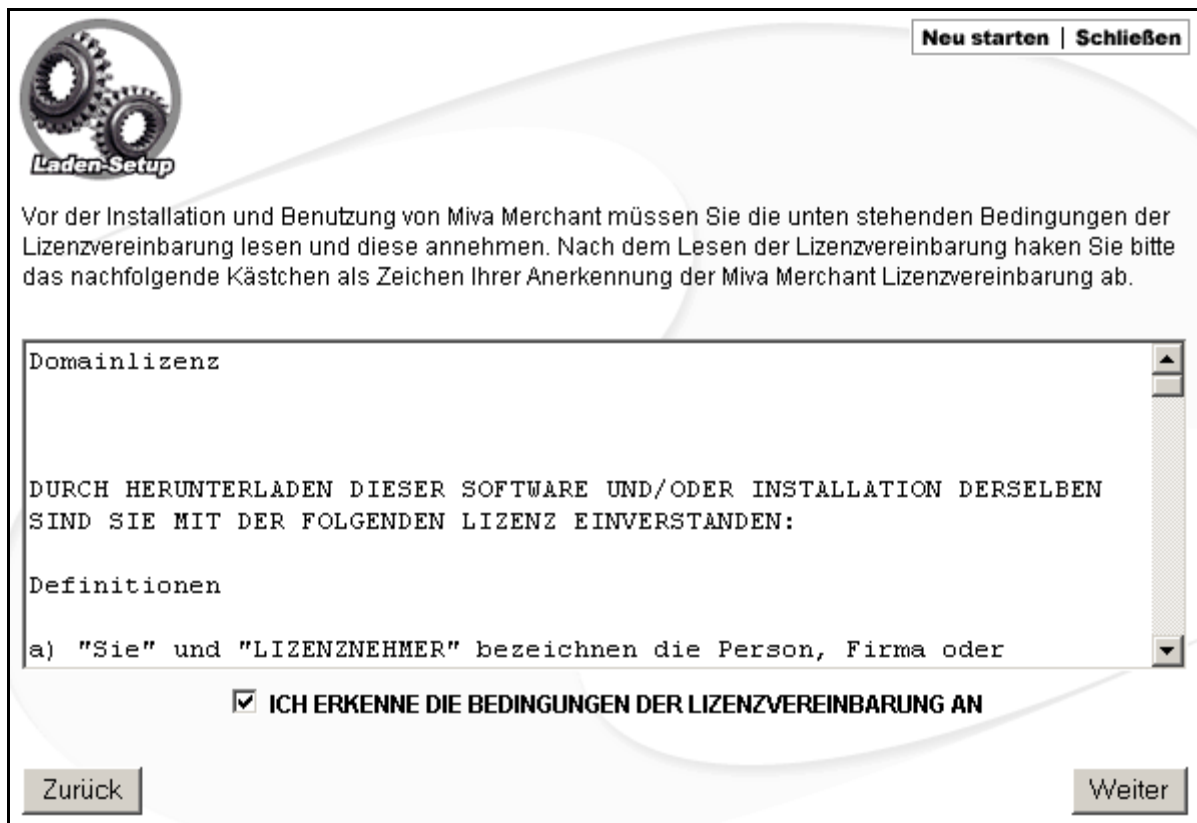 Neu starten | Schließen
Laden-Setup
Vor der Installation und Benutzung von Miva Merchant müssen Sie die unten stehenden Bedingungen der
Lizenzvereinbarung lesen und diese annehmen. Nach dem Lesen der Lizenzvereinbarung haken Sie bitte
das nachfolgende Kästchen als Zeichen Ihrer Anerkennung der Miva Merchant Lizenzvereinbarung ab.
Domainlizenz
DURCH HERUNTERLADEN DIESER SOFTWARE UND/ODER INSTALLATION DERSELBEN
SIND SIE MIT DER FOLGENDEN LIZENZ EINVERSTANDEN:
Definitionen
a) "Sie" und "LIZENZNEHMER" bezeichnen die Person, Firma oder
ICH ERKENNE DIE BEDINGUNGEN DER LIZENZVEREINBARUNG AN
Zurück
Weiter